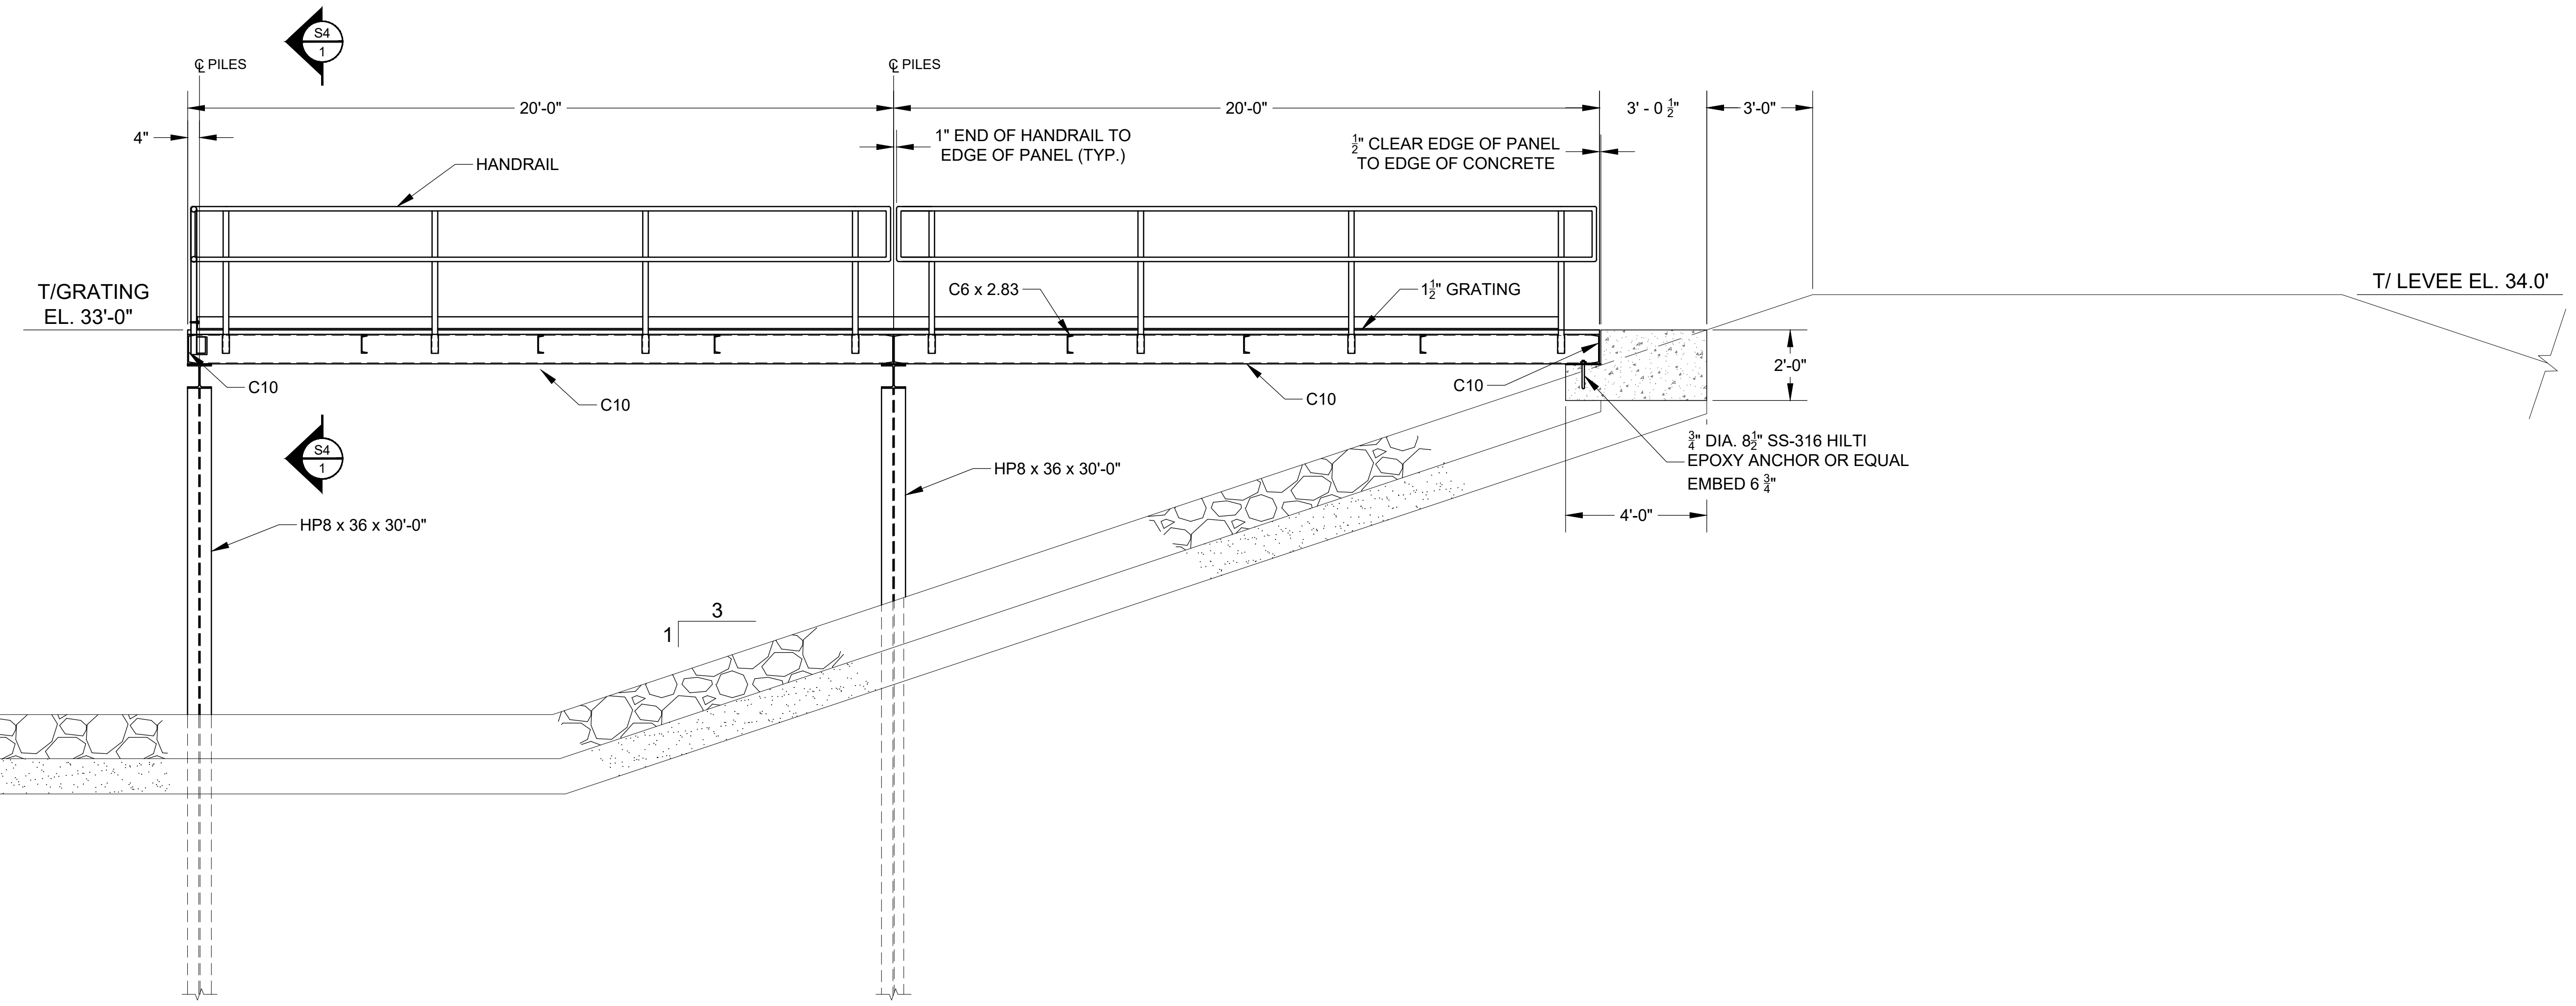 S4
1
℄ PILES
℄ PILES
20'-0"
20'-0"
3' - 0 1/2"
3'-0"
4"
1" END OF HANDRAIL TO
EDGE OF PANEL (TYP.)
1/2" CLEAR EDGE OF PANEL
TO EDGE OF CONCRETE
HANDRAIL
T/GRATING
EL. 33'-0"
C6 x 2.83
1 1/2" GRATING
T/ LEVEE EL. 34.0'
2'-0"
C10
C10
C10
C10
S4
1
3/4" DIA. 8 1/2" SS-316 HILTI
EPOXY ANCHOR OR EQUAL
EMBED 6 3/4"
HP8 x 36 x 30'-0"
HP8 x 36 x 30'-0"
4'-0"
3
1